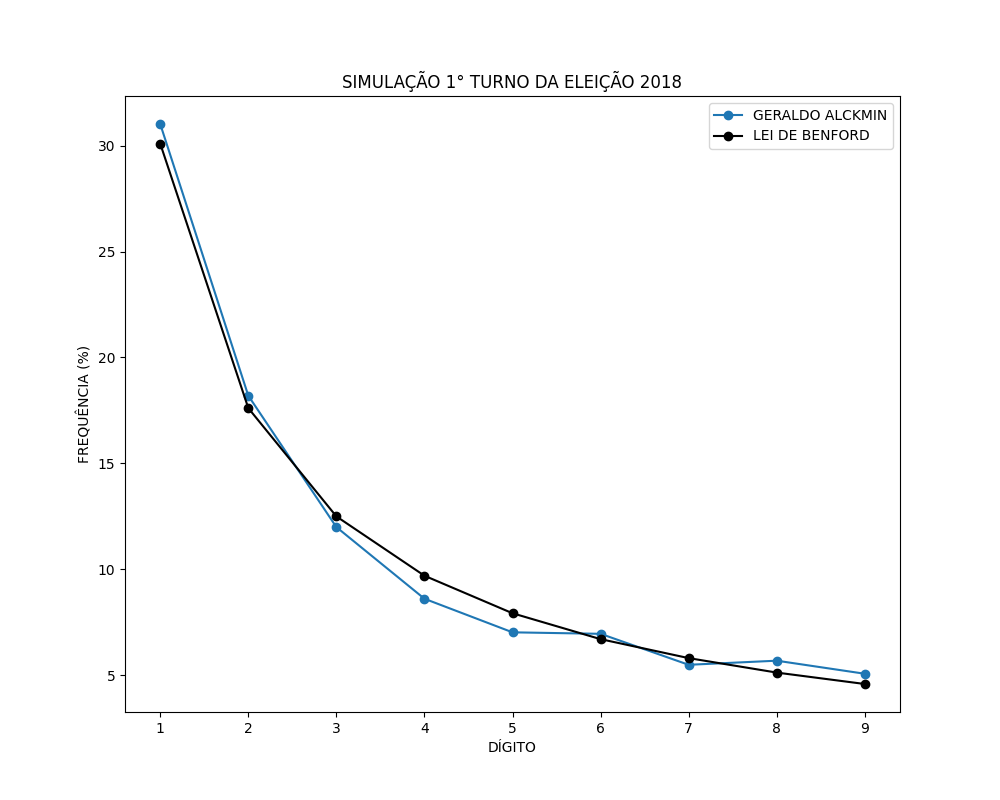 SIMULAÇÃO 1° TURNO DA ELEIÇÃO 2018
GERALDO ALCKMIN
LEI DE BENFORD
FREQUÊNCIA (%)
30
25
20
15
10
5
1 2 3 4 5 6 7 8 9
DÍGITO